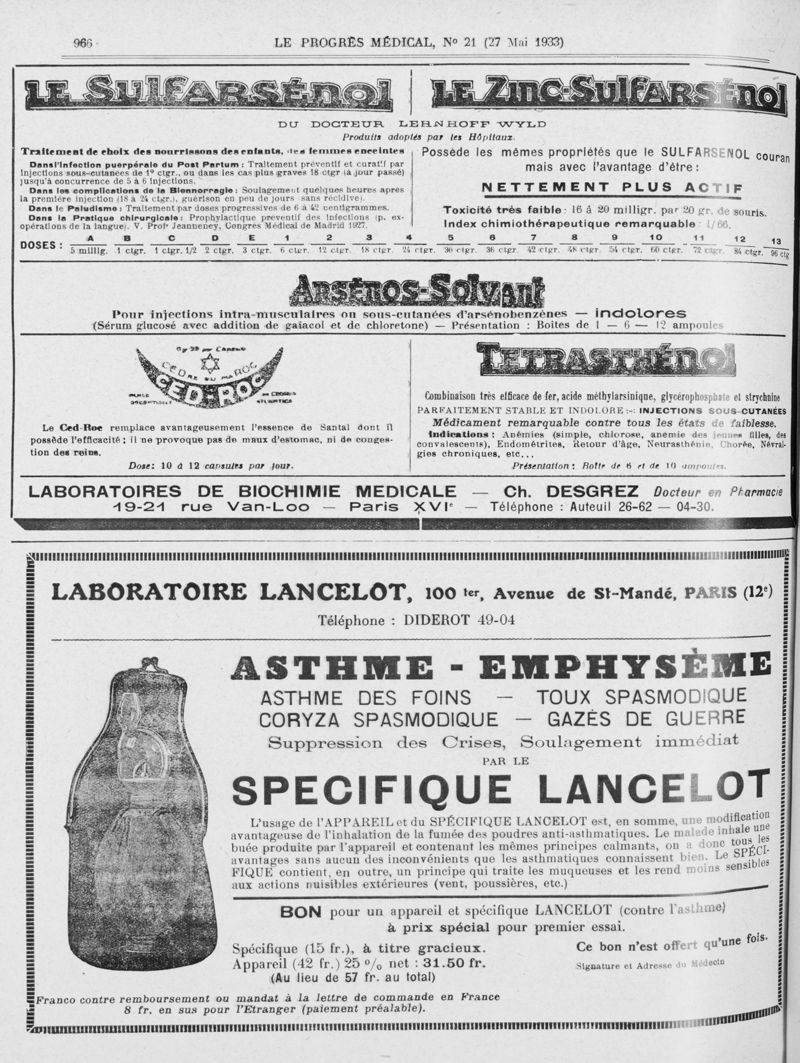 966
LE PROGRÈS MÉDICAL, No 21 (27 Mai 1933)
LE SULFARSÉNOL
LE ZINC-SULFARSÉNOL
DU DOCTEUR LEHNHOFF WYLD
Produits adoptés par les Hôpitaux.
Traitement de choix des nourrissons des enfants, des femmes enceintes
Dans l'infection puerpérale du Post Partum : Traitement préventif et curatif par
injections sous-cutanées de 1er ctgr., ou dans les cas plus graves 18 ctgr (à jour passé)
jusqu'à concurrence de 5 à 6 injections.
Dans les complications de la Blennorragie : Soulagement quelques heures après
la première injection (18 à 24 ctgr.), guérison en peu de jours sans récidive).
Dans le Paludisme : Traitement par doses progressives de 6 à 42 centigrammes.
Dans la Pratique chirurgicale : Prophylactique préventif des infections (p. ex-
opérations de la langue). V. Profr Jeanneney, Congrès Médical de Madrid 1927.
Possède les mêmes propriétés que le SULFARSENOL couran
mais avec l'avantage d'être :
NETTEMENT PLUS ACTIF
Toxicité très faible : 16 à 20 milligr. par 20 gr. de souris.
Index chimiothérapeutique remarquable : 1/66.
A B C D E 1 2 3 4 5 6 7 8 9 10 11 12 13
DOSES : 5 millig. 1 ctgr. 1 ctgr. 1/2 2 ctgr. 3 ctgr. 6 ctgr. 12 ctgr. 18 ctgr. 24 ctgr. 30 ctgr. 36 ctgr. 42 ctgr. 48 ctgr. 54 ctgr. 60 ctgr. 72 ctgr. 84 ctgr. 96 ctg
ARSÉNOS-SOLVANT
Pour injections intra-musculaires ou sous-cutanées d'arsénobenzènes — indolores
(Sérum glucosé avec addition de gaïacol et de chloretone) — Présentation : Boîtes de 1 — 6 — 12 ampoules
CEDRE DU MAROC
CED-ROC
ATLANTICA
Le Ced-Roc remplace avantageusement l'essence de Santal dont il
possède l'efficacité ; il ne provoque pas de maux d'estomac, ni de conges-
tion des reins.
Dose : 10 à 12 capsules par jour.
TETRASTHÉNOL
Combinaison très efficace de fer, acide méthylarsinique, glycérophosphate et strychnine
PARFAITEMENT STABLE ET INDOLORE :-: INJECTIONS SOUS-CUTANÉES
Médicament remarquable contre tous les états de faiblesse.
Indications : Anémies (simple, chlorose, anemie des jeunes filles, des
convalescents), Endométrites, Retour d'âge, Neurasthénie, Chorée, Névral-
gies chroniques, etc...
Présentation : Boîte de 6 et de 10 ampoules.
LABORATOIRES DE BIOCHIMIE MEDICALE — Ch. DESGREZ Docteur en Pharmacie
19-21 rue Van-Loo — Paris XVIe — Téléphone : Auteuil 26-62 — 04-30.
LABORATOIRE LANCELOT, 100 ter, Avenue de St-Mandé, PARIS (12e)
Téléphone : DIDEROT 49-04
ASTHME - EMPHYSÈME
ASTHME DES FOINS — TOUX SPASMODIQUE
CORYZA SPASMODIQUE — GAZÉS DE GUERRE
Suppression des Crises, Soulagement immédiat
PAR LE
SPECIFIQUE LANCELOT
L'usage de l'APPAREIL et du SPÉCIFIQUE LANCELOT est, en somme, une modification
avantageuse de l'inhalation de la fumée des poudres anti-asthmatiques. Le malade inhale une
buée produite par l'appareil et contenant les mêmes principes calmants, on a donc tous les
avantages sans aucun des inconvénients que les asthmatiques connaissent bien. Le SPÉCI-
FIQUE contient, en outre, un principe qui traite les muqueuses et les rend moins sensibles
aux actions nuisibles extérieures (vent, poussières, etc.)
BON pour un appareil et spécifique LANCELOT (contre l'asthme)
à prix spécial pour premier essai.
Spécifique (15 fr.), à titre gracieux.
Appareil (42 fr.) 25 % net : 31.50 fr.
(Au lieu de 57 fr. au total)
Ce bon n'est offert qu'une fois.
Signature et Adresse du Médecin
Franco contre remboursement ou mandat à la lettre de commande en France
8 fr. en sus pour l'Etranger (paiement préalable).